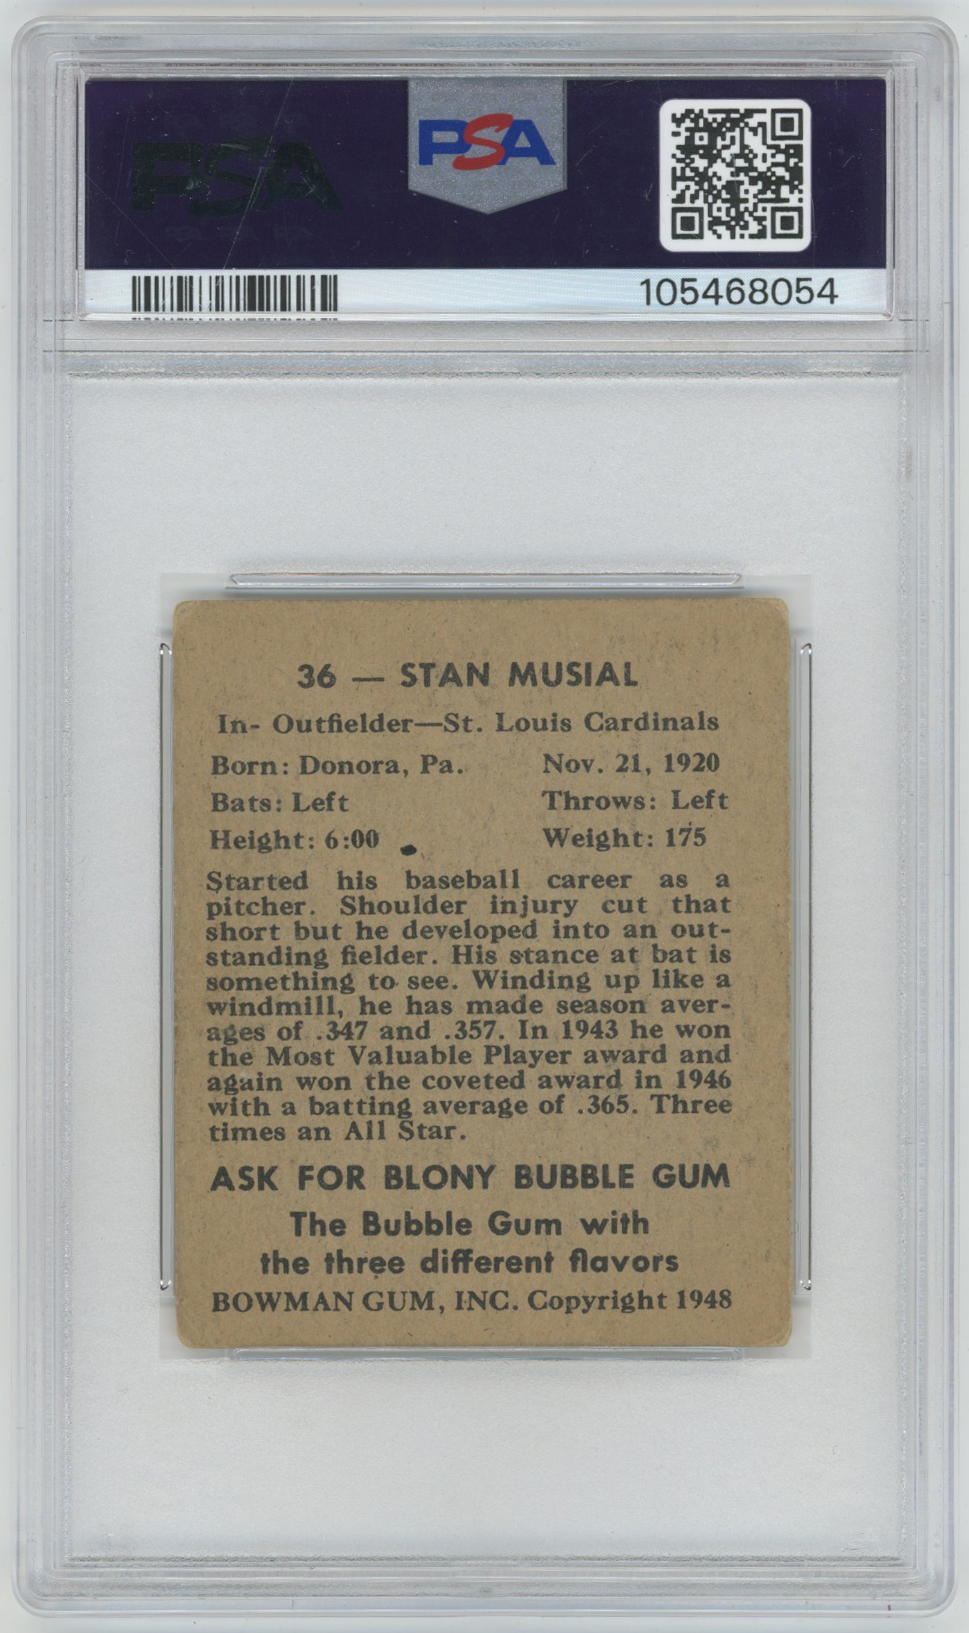 PSA
PSA
105468054
36 — STAN MUSIAL
In- Outfielder—St. Louis Cardinals
Born: Donora, Pa. Nov. 21, 1920
Bats: Left Throws: Left
Height: 6:00 Weight: 175
Started his baseball career as a
pitcher. Shoulder injury cut that
short but he developed into an out-
standing fielder. His stance at bat is
something to see. Winding up like a
windmill, he has made season aver-
ages of .347 and .357. In 1943 he won
the Most Valuable Player award and
again won the coveted award in 1946
with a batting average of .365. Three
times an All Star.
ASK FOR BLONY BUBBLE GUM
The Bubble Gum with
the three different flavors
BOWMAN GUM, INC. Copyright 1948